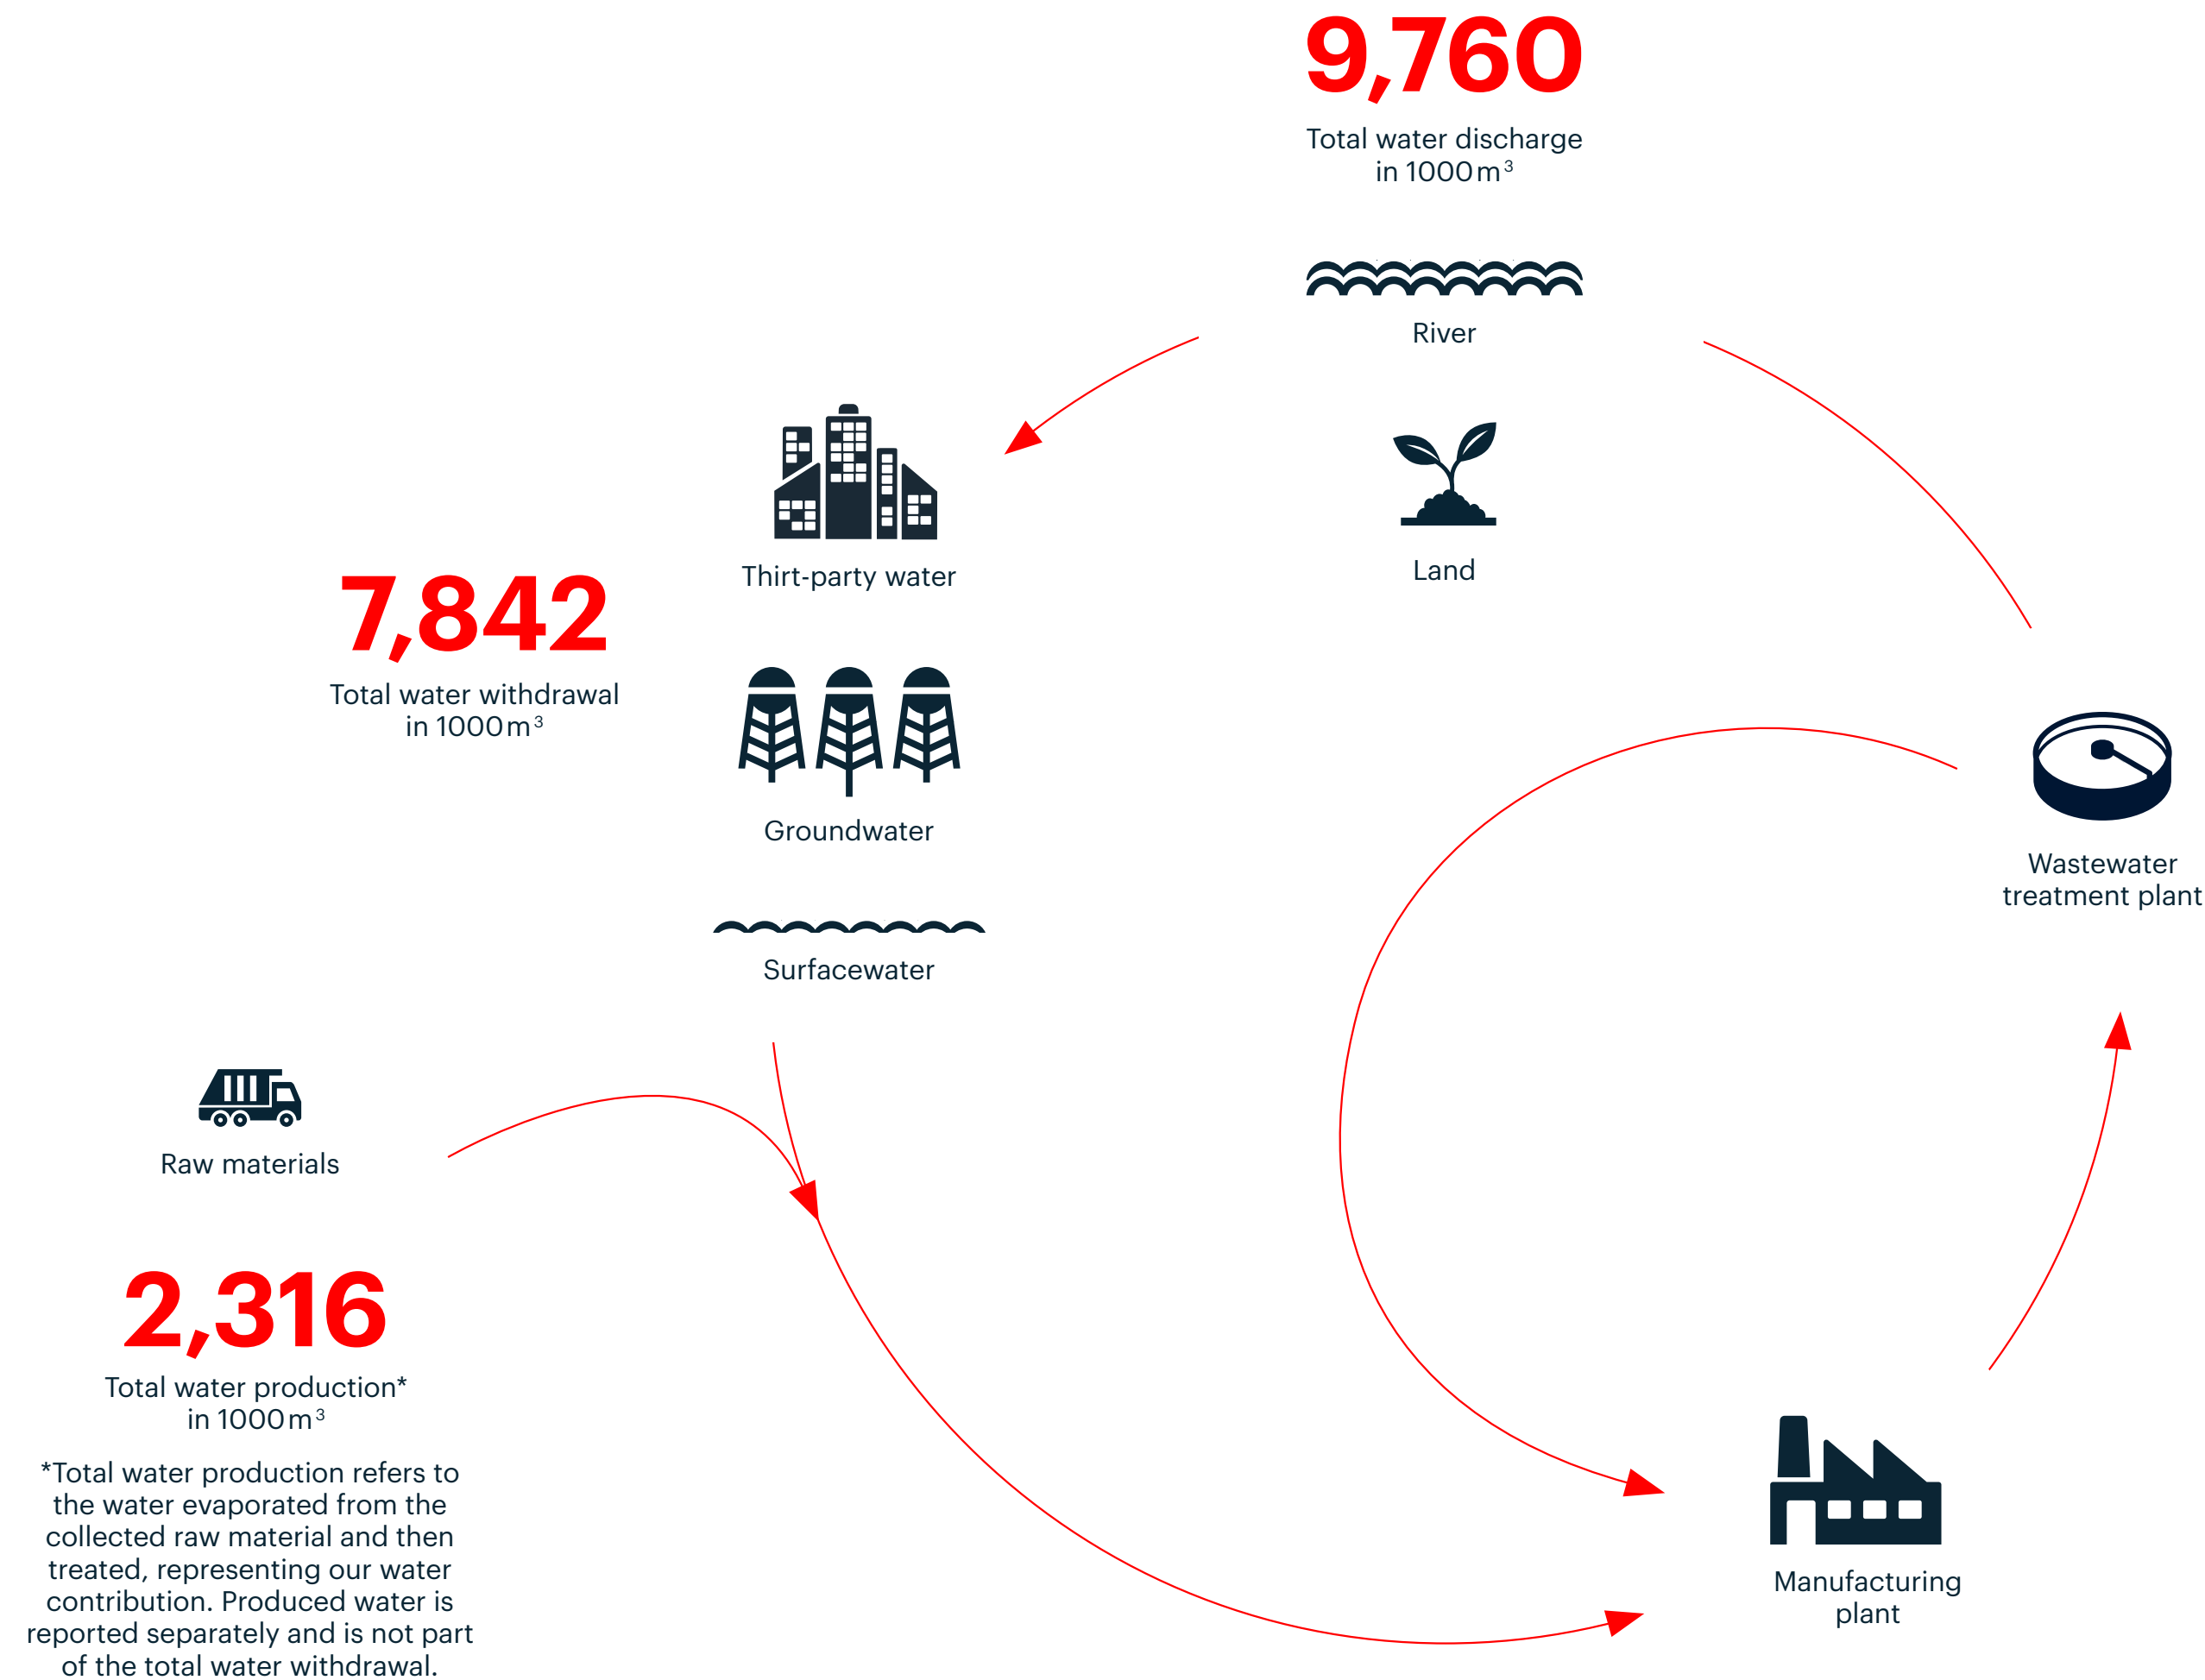 9,760
Total water discharge
in 1000 m³
River
Land
Thirt-party water
7,842
Total water withdrawal
in 1000 m³
Groundwater
Surfacewater
Wastewater
treatment plant
Raw materials
2,316
Total water production*
in 1000 m³
*Total water production refers to
the water evaporated from the
collected raw material and then
treated, representing our water
contribution. Produced water is
reported separately and is not part
of the total water withdrawal.
Manufacturing
plant